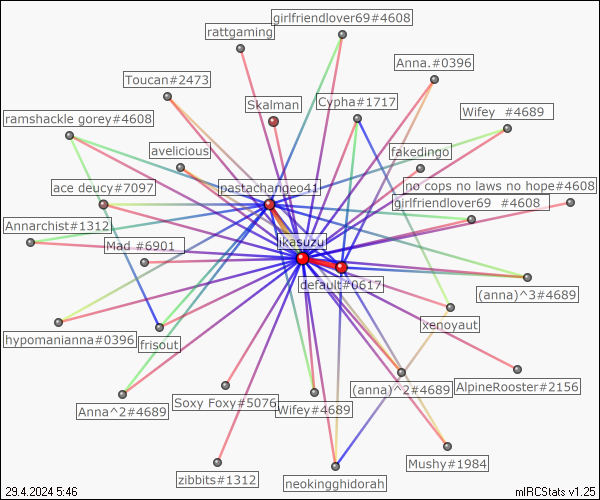 girlfriendlover69#4608
rattgaming
Anna.#0396
Toucan#2473
Skalman
Cypha#1717
Wifey #4689
ramshackle gorey#4608
avelicious
fakedingo
ace deucy#7097
pastachangeo41
no cops no laws no hope#4608
girlfriendlover69 #4608
Annarchist#1312
Mad #6901
ikasuzu
default#0617
(anna)^3#4689
xenoyaut
hypomanianna#0396
frisout
(anna)^2#4689
AlpineRooster#2156
Anna^2#4689
Soxy Foxy#5076
Wifey#4689
Mushy#1984
zibbits#1312
neokingghidorah
29.4.2024 5:46
mIRCStats v1.25